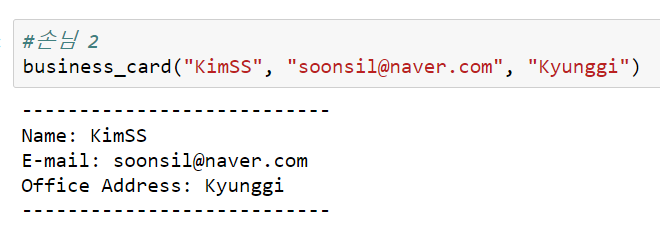 #손님 2
business_card("KimSS", "soonsil@naver.com", "Kyunggi")
---------------------------
Name: KimSS
E-mail: soonsil@naver.com
Office Address: Kyunggi
---------------------------